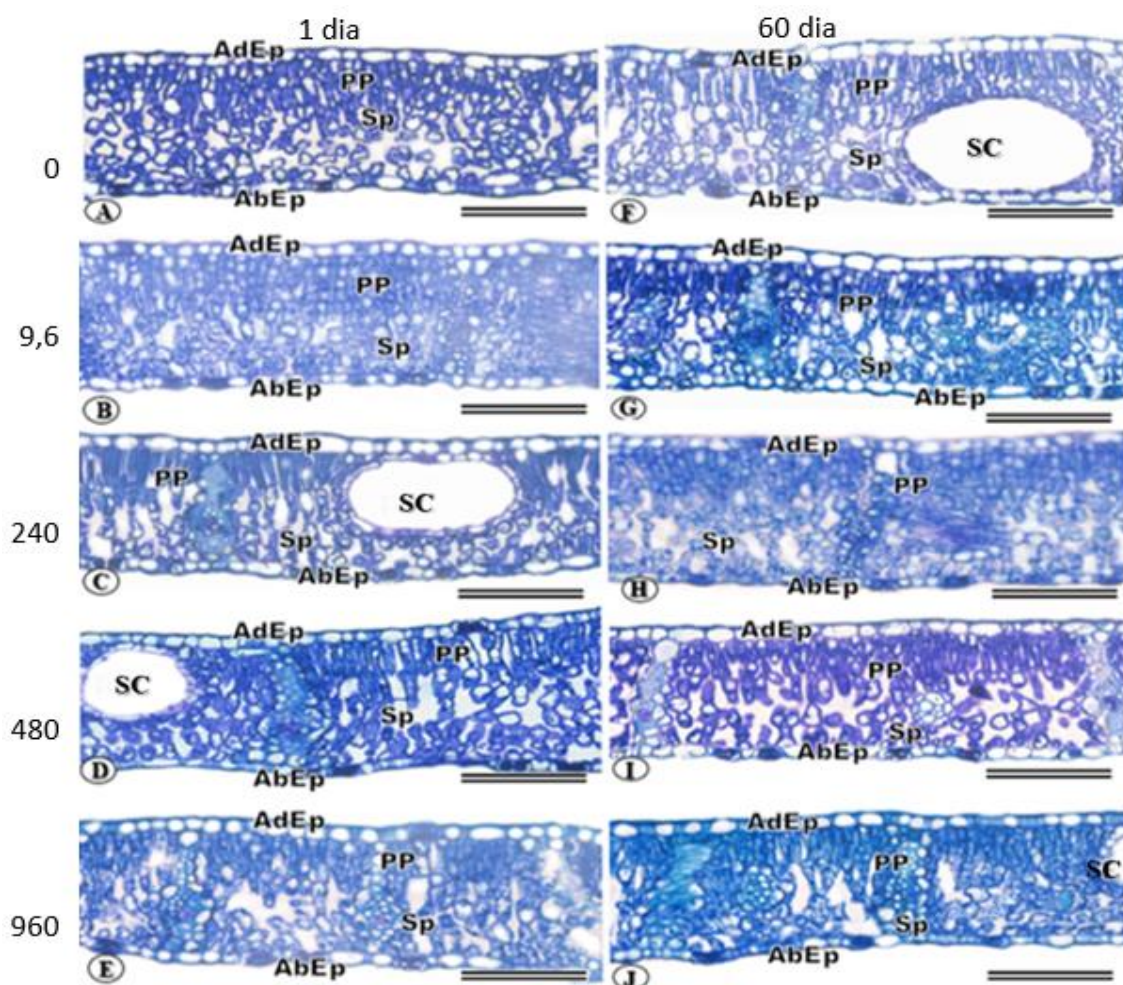 1 dia
60 dia
0
AdEp
PP
Sp
AbEp
A
AdEp
PP
Sp
SC
AbEp
F
9,6
AdEp
PP
Sp
AbEp
B
AdEp
PP
Sp
AbEp
G
240
AdEp
PP
SC
Sp
AbEp
C
AdEp
PP
Sp
AbEp
H
480
AdEp
PP
SC
Sp
AbEp
D
AdEp
PP
Sp
AbEp
I
960
AdEp
PP
Sp
AbEp
E
AdEp
PP
SC
Sp
AbEp
J